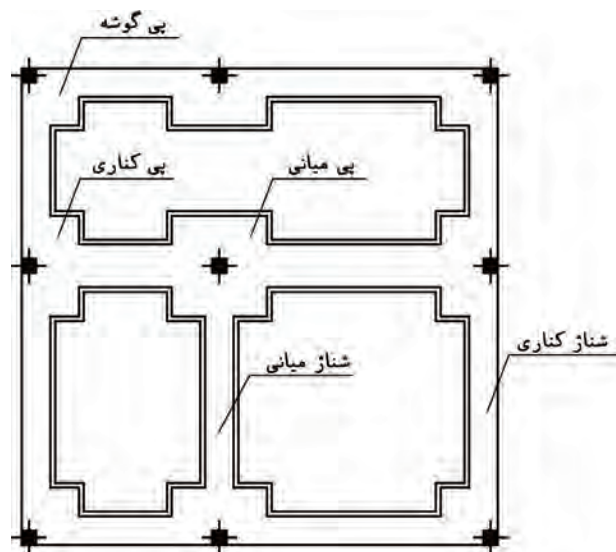 پی گوشه
پی کناری
پی میانی
شناژ کناری
شناژ میانی